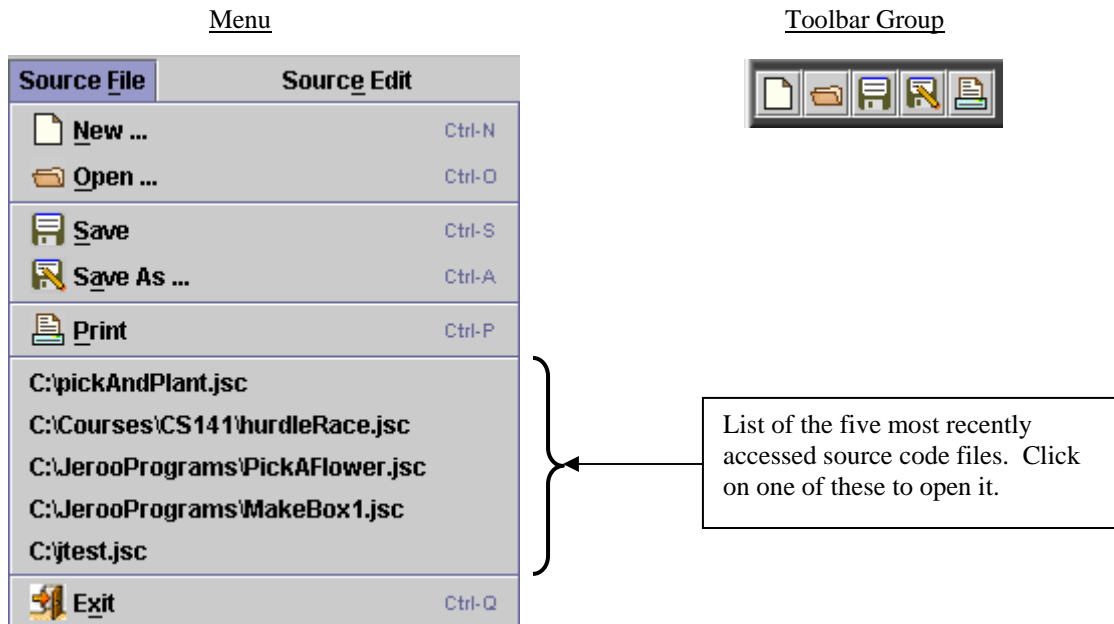 Menu
Toolbar Group
Source File Source Edit
New ... Ctrl-N
Open ... Ctrl-O
Save Ctrl-S
Save As ... Ctrl-A
Print Ctrl-P
C:\pickAndPlant.jsc
C:\Courses\CS141\hurdleRace.jsc
C:\JerooPrograms\PickAFlower.jsc
C:\JerooPrograms\MakeBox1.jsc
C:\jtest.jsc
Exit Ctrl-Q
List of the five most recently
accessed source code files. Click
on one of these to open it.